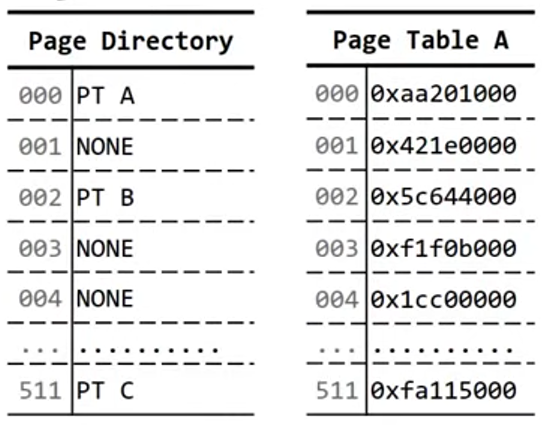 Page Directory
000 PT A
001 NONE
002 PT B
003 NONE
004 NONE
... ..........
511 PT C
Page Table A
000 0xaa201000
001 0x421e0000
002 0x5c644000
003 0xf1f0b000
004 0x1cc00000
... ..........
511 0xfa115000